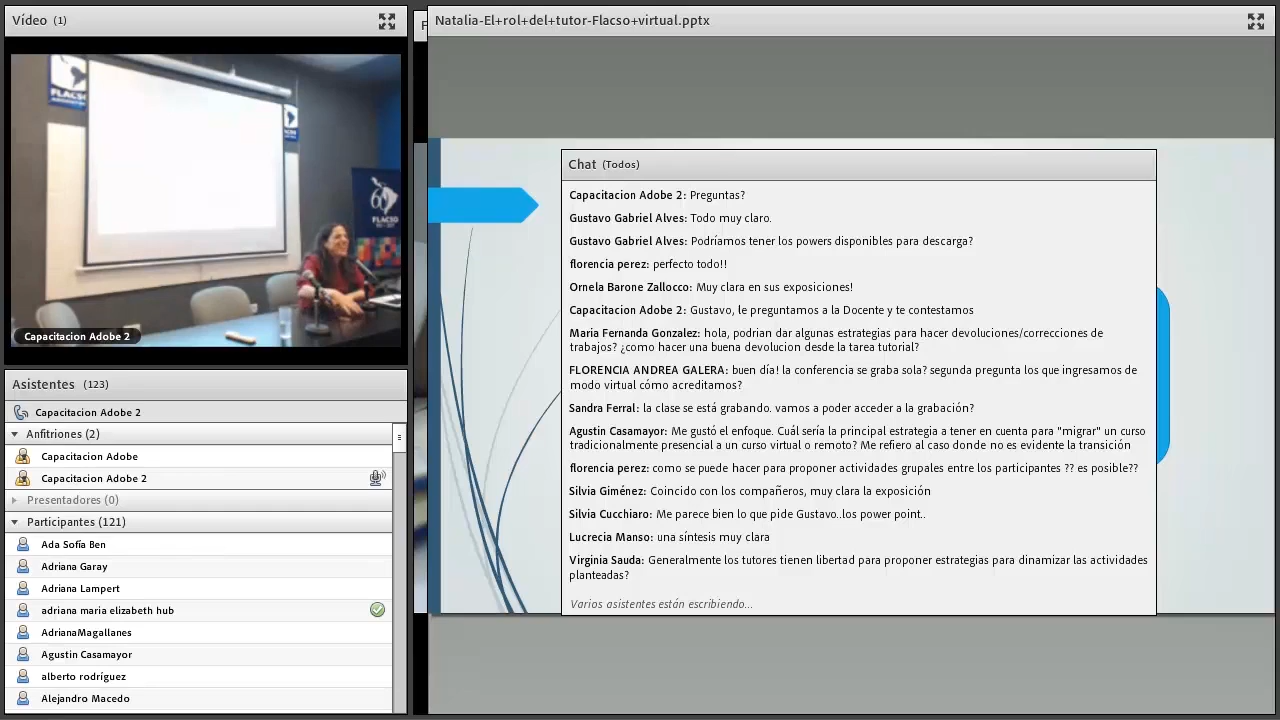 Vídeo (1)
FLACSO
60
FLACSO
Capacitacion Adobe 2
Asistentes (123)
Capacitacion Adobe 2
Anfitriones (2)
Capacitacion Adobe
Capacitacion Adobe 2
Presentadores (0)
Participantes (121)
Ada Sofía Ben
Adriana Garay
Adriana Lampert
adriana maria elizabeth hub
AdrianaMagallanes
Agustin Casamayor
alberto rodríguez
Alejandro Macedo
F
Natalia-El+rol+del+tutor-Flacso+virtual.pptx
Chat (Todos)
Capacitacion Adobe 2: Preguntas?
Gustavo Gabriel Alves: Todo muy claro.
Gustavo Gabriel Alves: Podríamos tener los powers disponibles para descarga?
florencia perez: perfecto todo!!
Ornela Barone Zallocco: Muy clara en sus exposiciones!
Capacitacion Adobe 2: Gustavo, le preguntamos a la Docente y te contestamos
Maria Fernanda Gonzalez: hola, podrian dar algunas estrategias para hacer devoluciones/correcciones de
trabajos? ¿como hacer una buena devolucion desde la tarea tutorial?
FLORENCIA ANDREA GALERA: buen día! la conferencia se graba sola? segunda pregunta los que ingresamos de
modo virtual cómo acreditamos?
Sandra Ferral: la clase se está grabando. vamos a poder acceder a la grabación?
Agustin Casamayor: Me gustó el enfoque. Cuál sería la principal estrategia a tener en cuenta para "migrar" un curso
tradicionalmente presencial a un curso virtual o remoto? Me refiero al caso donde no es evidente la transición
florencia perez: como se puede hacer para proponer actividades grupales entre los participantes ?? es posible??
Silvia Giménez: Coincido con los compañeros, muy clara la exposición
Silvia Cucchiaro: Me parece bien lo que pide Gustavo..los power point..
Lucrecia Manso: una síntesis muy clara
Virginia Sauda: Generalmente los tutores tienen libertad para proponer estrategias para dinamizar las actividades
planteadas?
Varios asistentes están escribiendo...